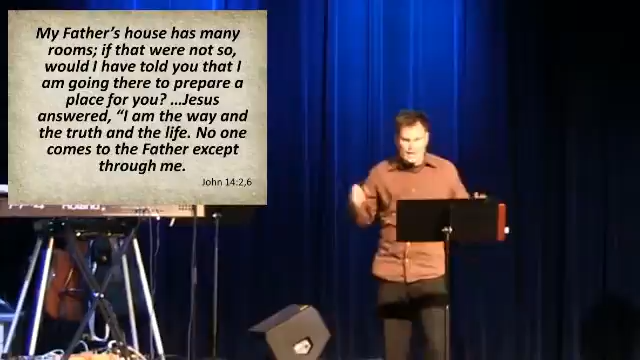 My Father's house has many
rooms; if that were not so,
would I have told you that I
am going there to prepare a
place for you? ...Jesus
answered, “I am the way and
the truth and the life. No one
comes to the Father except
through me.
John 14:2,6
Roland